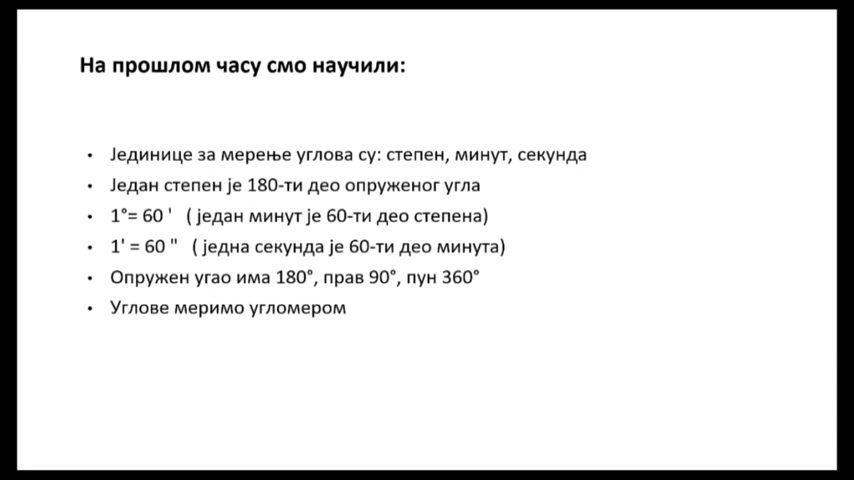 На прошлом часу смо научили:
• Јединице за мерење углова су: степен, минут, секунда
• Један степен је 180-ти део опруженог угла
• 1°= 60 ' ( један минут је 60-ти део степена)
• 1' = 60 " ( једна секунда је 60-ти део минута)
• Опружен угао има 180°, прав 90°, пун 360°
• Углове меримо угломером